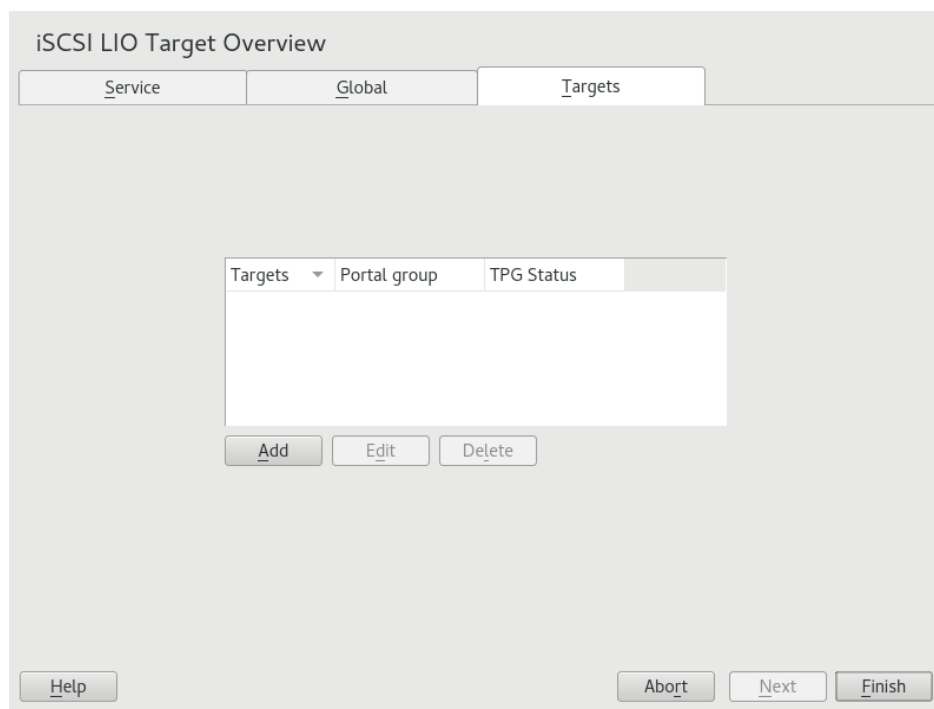 iSCSI LIO Target Overview
Service Global Targets
Targets Portal group TPG Status
Add Edit Delete
Help Abort Next Finish